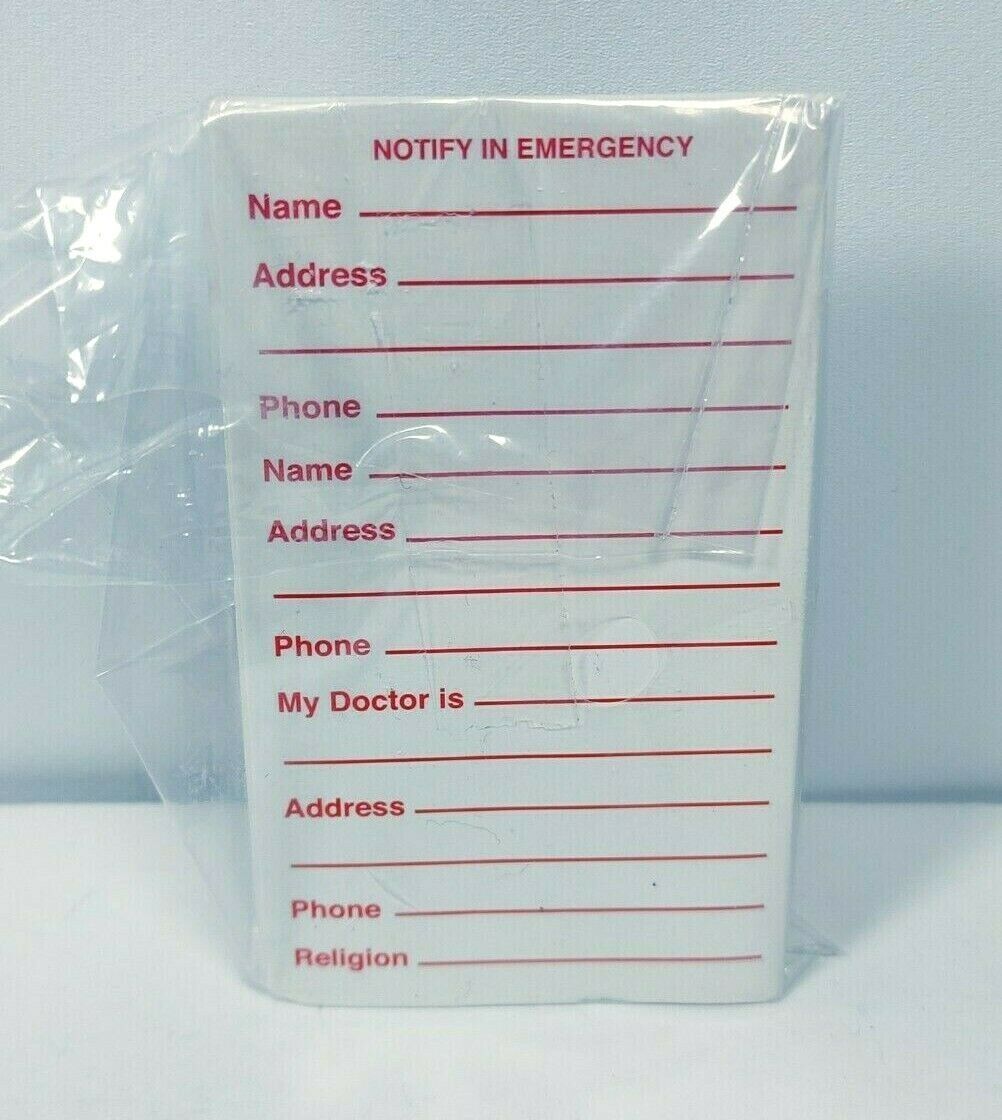 NOTIFY IN EMERGENCY
Name
Address
Phone
Name
Address
Phone
My Doctor is
Address
Phone
Religion